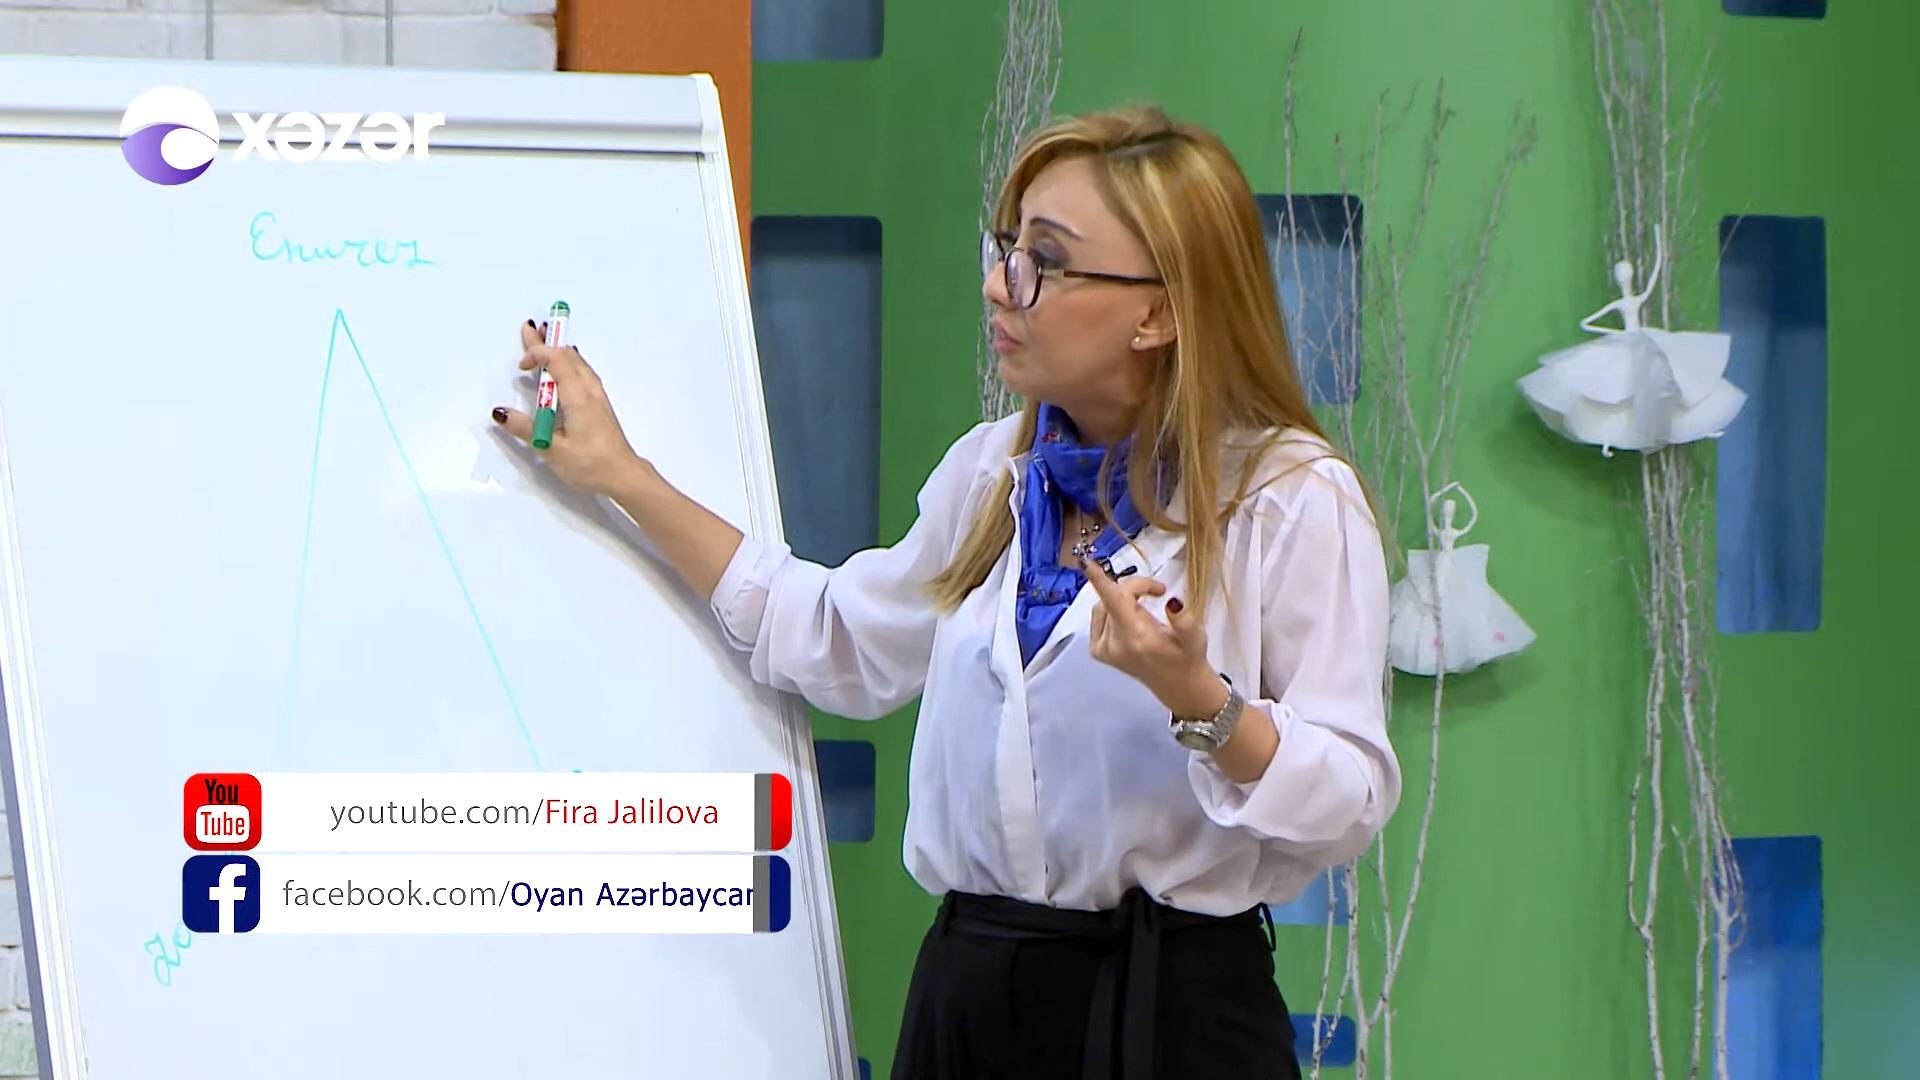 xəzər
Enurez
You
Tube
youtube.com/Fira Jalilova
facebook.com/Oyan Azərbaycan